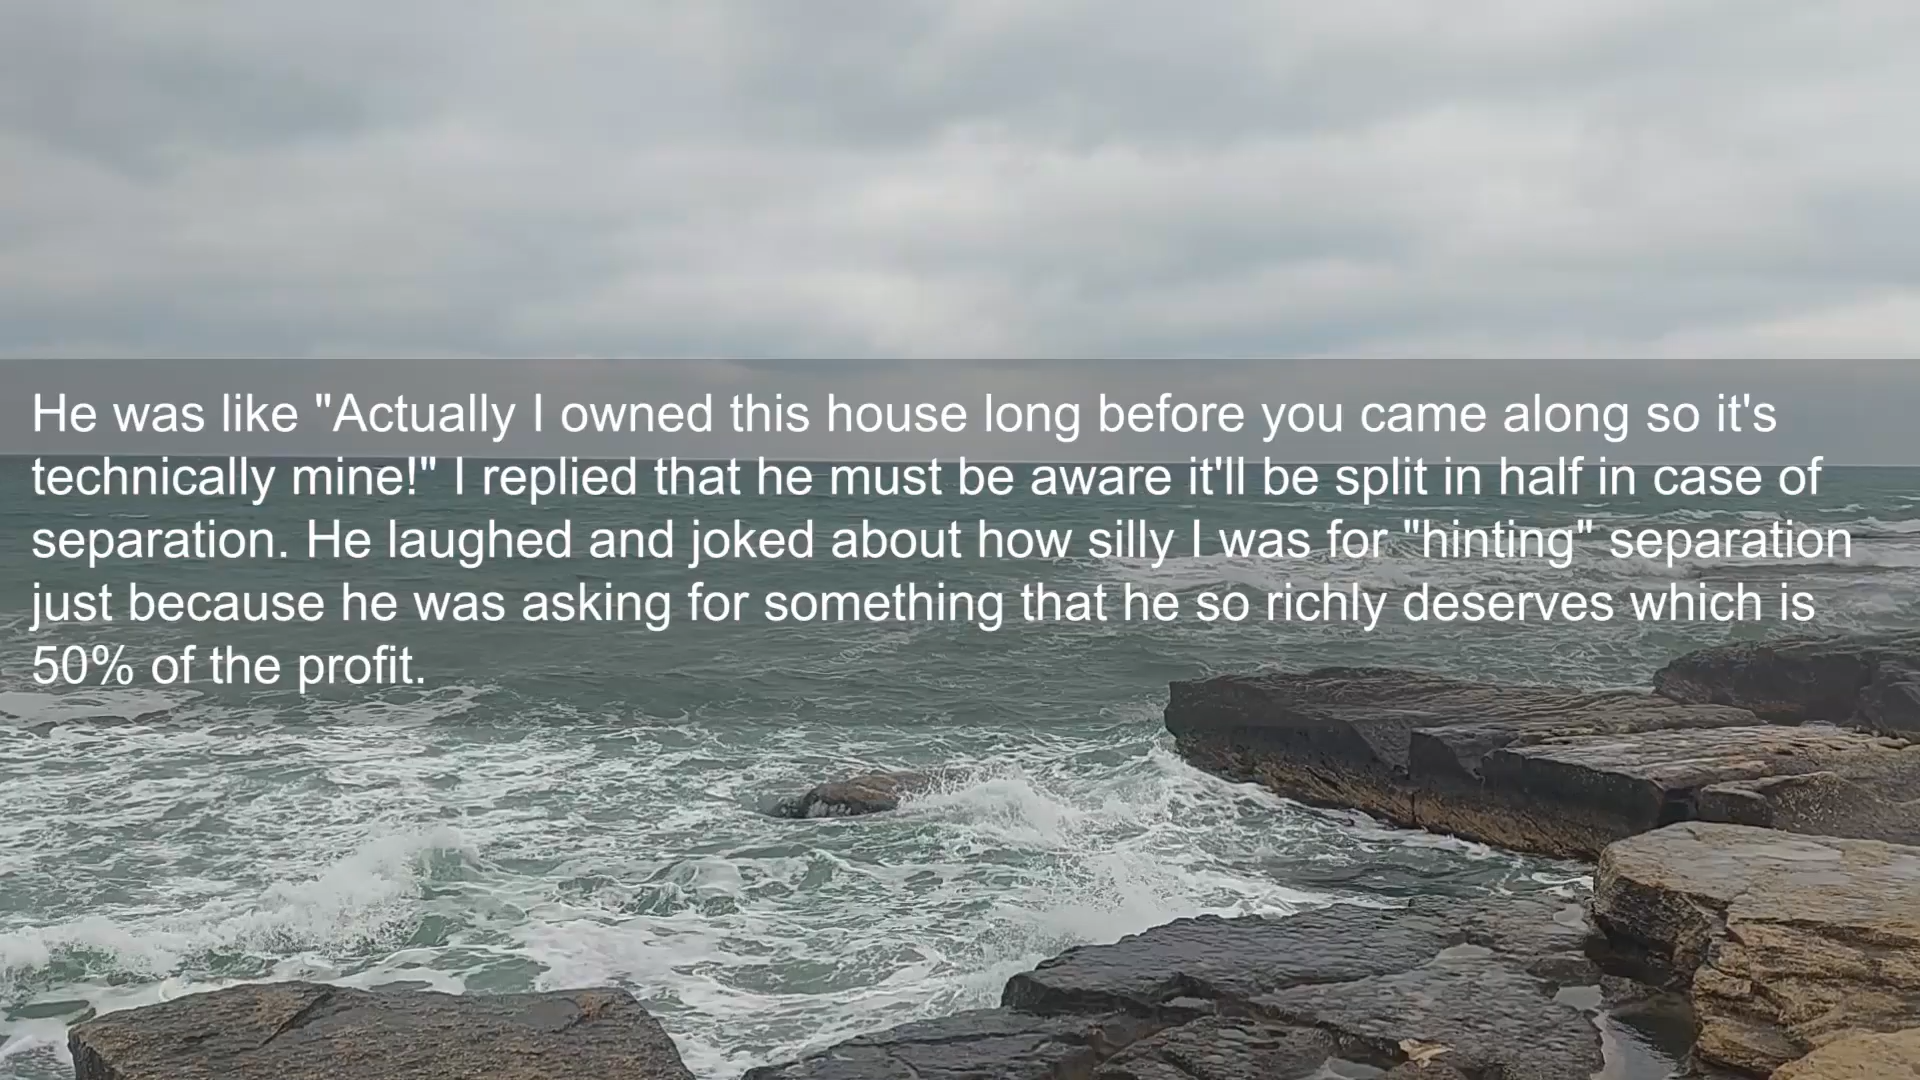 He was like "Actually I owned this house long before you came along so it's
technically mine!" I replied that he must be aware it'll be split in half in case of
separation. He laughed and joked about how silly I was for "hinting" separation
just because he was asking for something that he so richly deserves which is
50% of the profit.